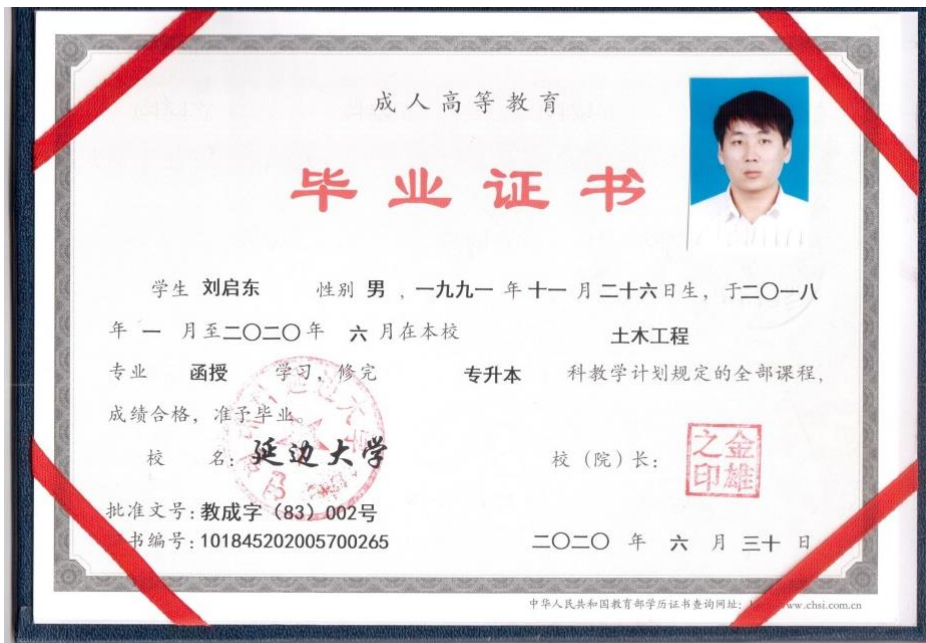 成人高等教育
毕业证书
学生 刘启东 性别 男 ，一九九一 年 十一 月 二十六日生，于二〇一八
年 一 月至二〇二〇年 六 月在本校 土木工程
专业 函授 学习，修完 专升本 科教学计划规定的全部课程，
成绩合格，准予毕业。
校 名：延边大学 校（院）长： 金雄之印
批准文号：教成字（83）002号
书编号：101845202005700265 二〇二〇 年 六 月 三十 日
中华人民共和国教育部学历证书查询网址： www.chsi.com.cn